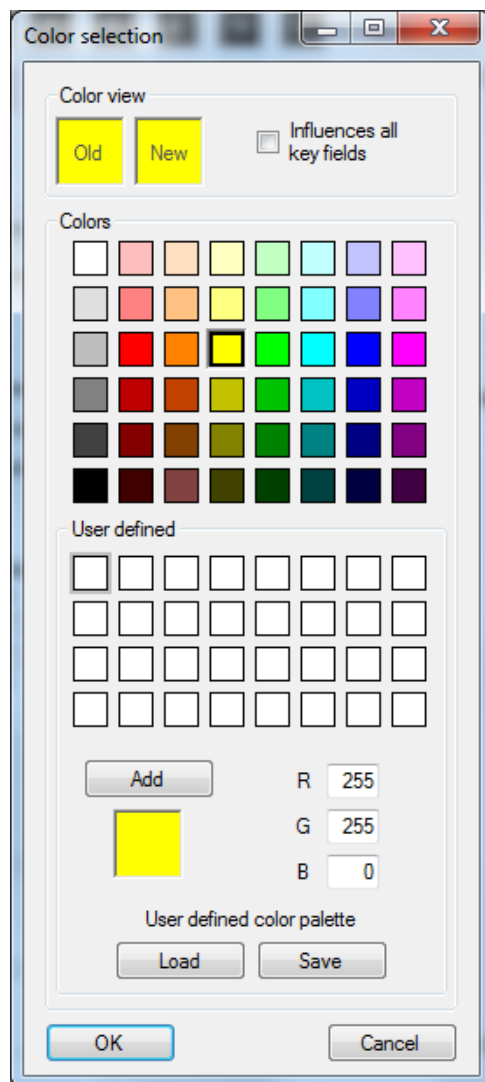 Color selection
Color view
Old
New
Influences all
key fields
Colors
User defined
Add
R 255
G 255
B 0
User defined color palette
Load
Save
OK
Cancel